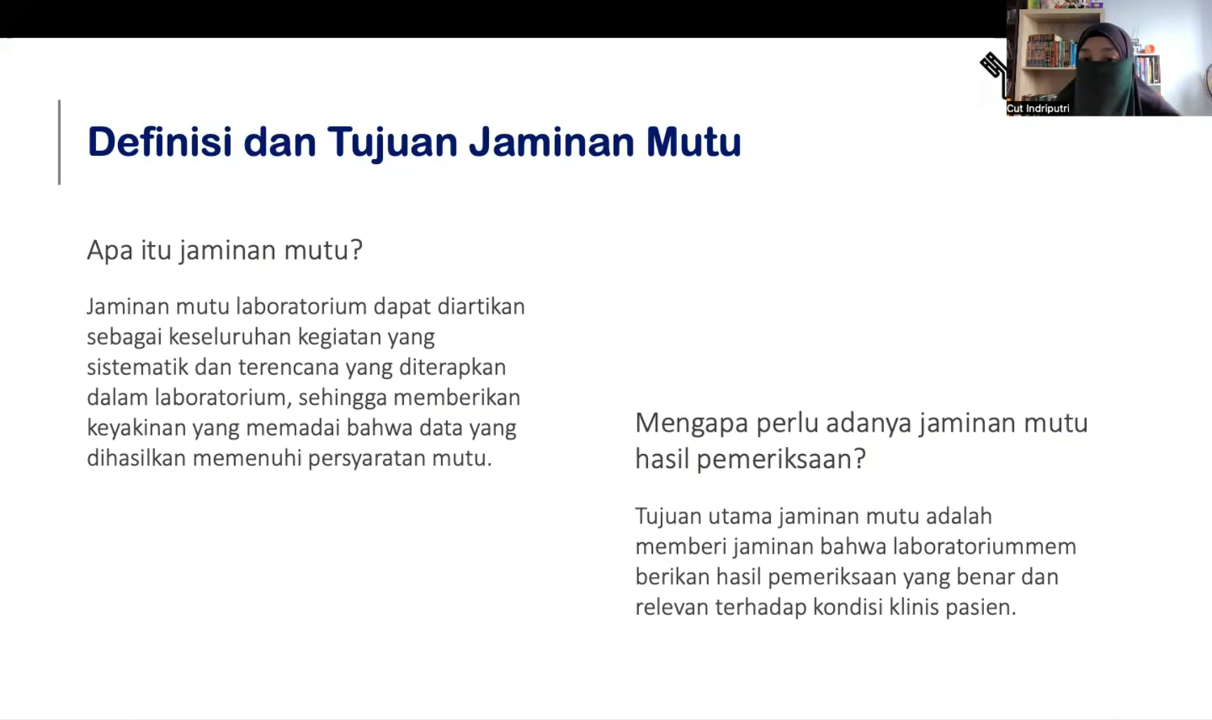 Cut Indriputri
Definisi dan Tujuan Jaminan Mutu
Apa itu jaminan mutu?
Jaminan mutu laboratorium dapat diartikan
sebagai keseluruhan kegiatan yang
sistematik dan terencana yang diterapkan
dalam laboratorium, sehingga memberikan
keyakinan yang memadai bahwa data yang
dihasilkan memenuhi persyaratan mutu.
Mengapa perlu adanya jaminan mutu
hasil pemeriksaan?
Tujuan utama jaminan mutu adalah
memberi jaminan bahwa laboratoriummem
berikan hasil pemeriksaan yang benar dan
relevan terhadap kondisi klinis pasien.